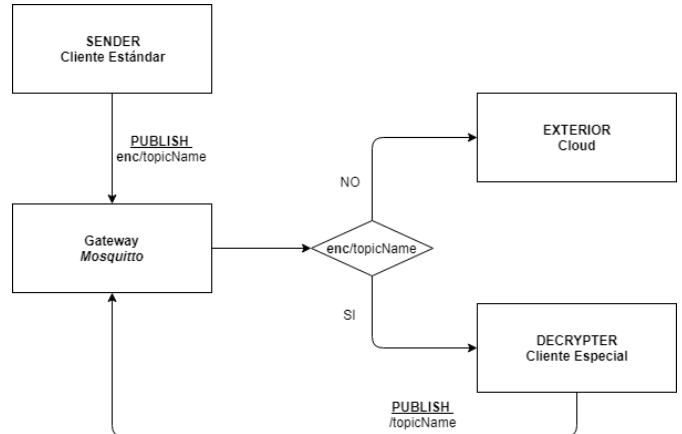 SENDER
Cliente Estándar
PUBLISH
enc/topicName
EXTERIOR
Cloud
NO
Gateway
Mosquitto
enc/topicName
SI
DECRYPTER
Cliente Especial
PUBLISH
/topicName